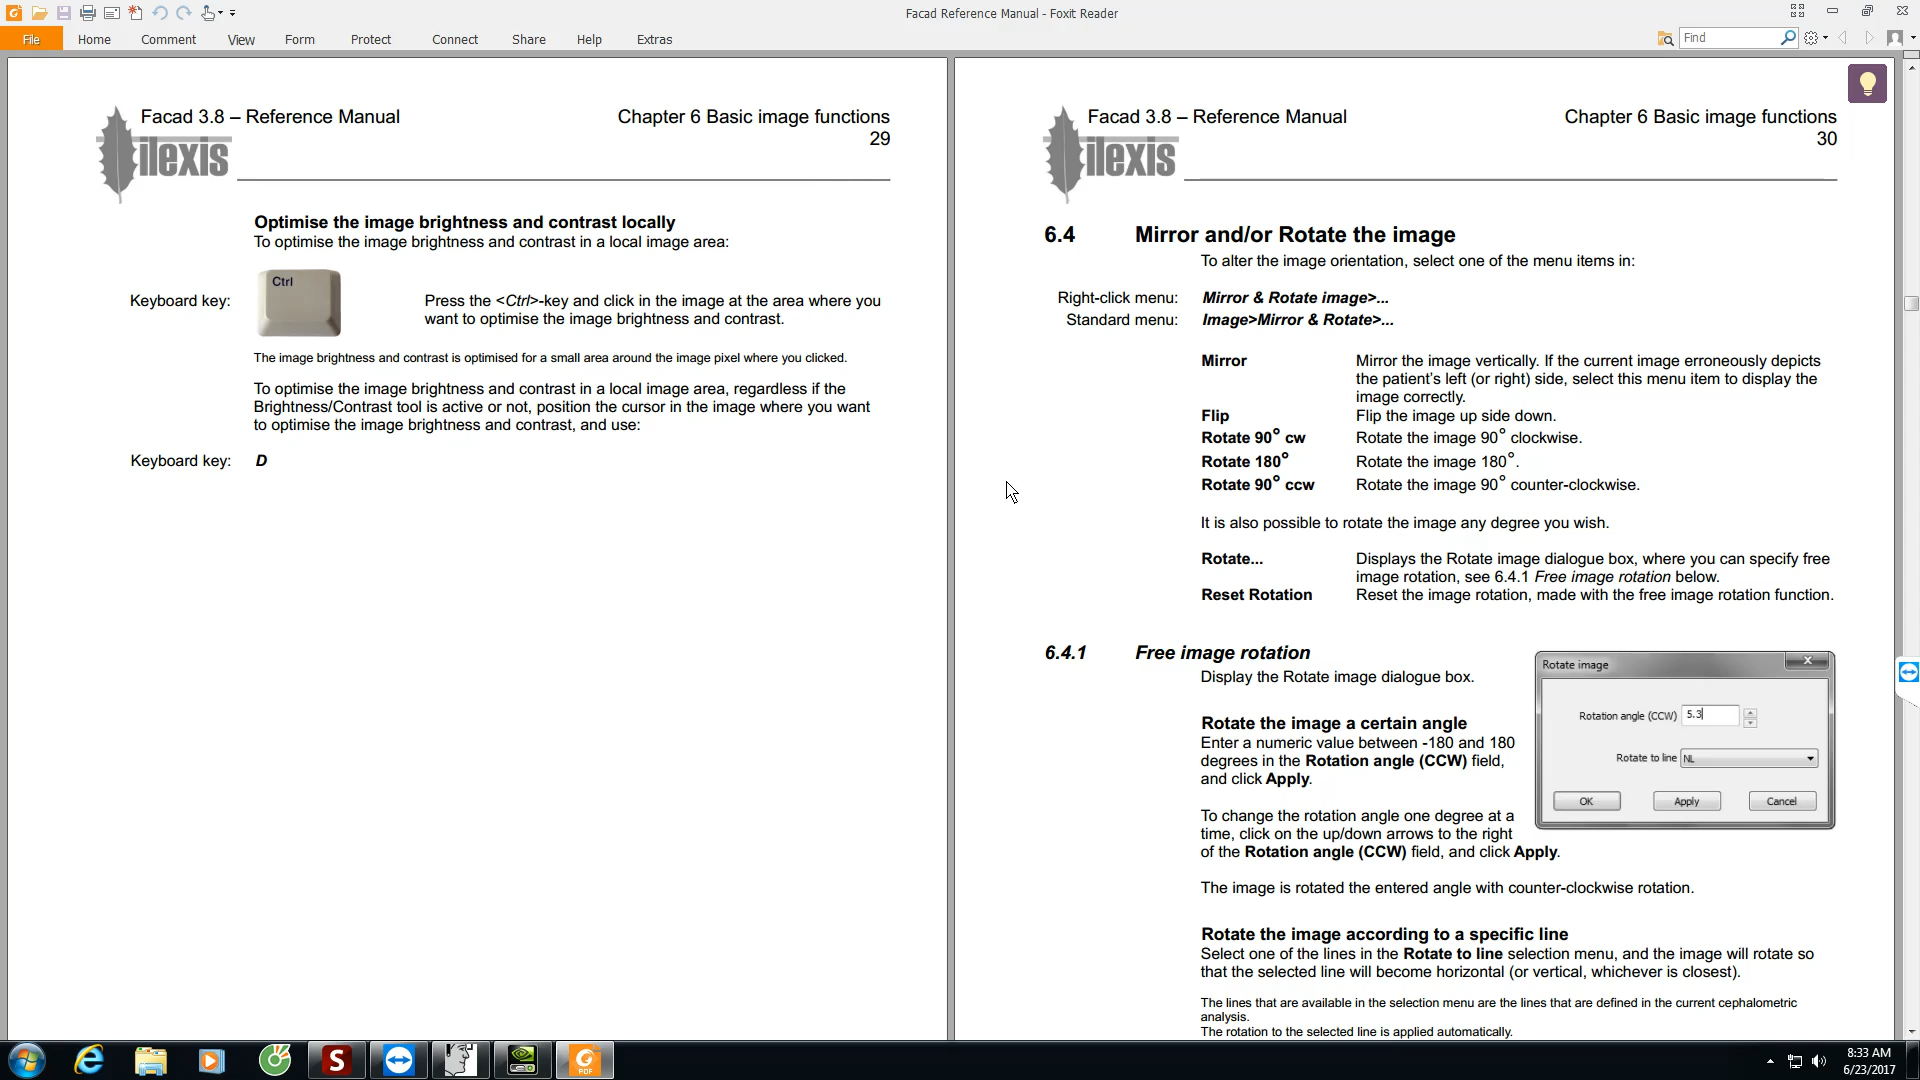 Facad Reference Manual - Foxit Reader
File Home Comment View Form Protect Connect Share Help Extras
Find
Facad 3.8 – Reference Manual Chapter 6 Basic image functions
29
ilexis
Optimise the image brightness and contrast locally
To optimise the image brightness and contrast in a local image area:
Ctrl
Keyboard key: Press the <Ctrl>-key and click in the image at the area where you
want to optimise the image brightness and contrast.
The image brightness and contrast is optimised for a small area around the image pixel where you clicked.
To optimise the image brightness and contrast in a local image area, regardless if the
Brightness/Contrast tool is active or not, position the cursor in the image where you want
to optimise the image brightness and contrast, and use:
Keyboard key: D
Facad 3.8 – Reference Manual Chapter 6 Basic image functions
30
ilexis
6.4 Mirror and/or Rotate the image
To alter the image orientation, select one of the menu items in:
Right-click menu: Mirror & Rotate image>...
Standard menu: Image>Mirror & Rotate>...
Mirror Mirror the image vertically. If the current image erroneously depicts
the patient's left (or right) side, select this menu item to display the
image correctly.
Flip Flip the image up side down.
Rotate 90° cw Rotate the image 90° clockwise.
Rotate 180° Rotate the image 180°.
Rotate 90° ccw Rotate the image 90° counter-clockwise.
It is also possible to rotate the image any degree you wish.
Rotate... Displays the Rotate image dialogue box, where you can specify free
image rotation, see 6.4.1 Free image rotation below.
Reset Rotation Reset the image rotation, made with the free image rotation function.
6.4.1 Free image rotation
Display the Rotate image dialogue box.
Rotate the image a certain angle
Enter a numeric value between -180 and 180
degrees in the Rotation angle (CCW) field,
and click Apply.
To change the rotation angle one degree at a
time, click on the up/down arrows to the right
of the Rotation angle (CCW) field, and click Apply.
Rotate image
Rotation angle (CCW) 5.3
Rotate to line NL
OK Apply Cancel
The image is rotated the entered angle with counter-clockwise rotation.
Rotate the image according to a specific line
Select one of the lines in the Rotate to line selection menu, and the image will rotate so
that the selected line will become horizontal (or vertical, whichever is closest).
The lines that are available in the selection menu are the lines that are defined in the current cephalometric
analysis.
The rotation to the selected line is applied automatically.
S
PDF
8:33 AM
6/23/2017